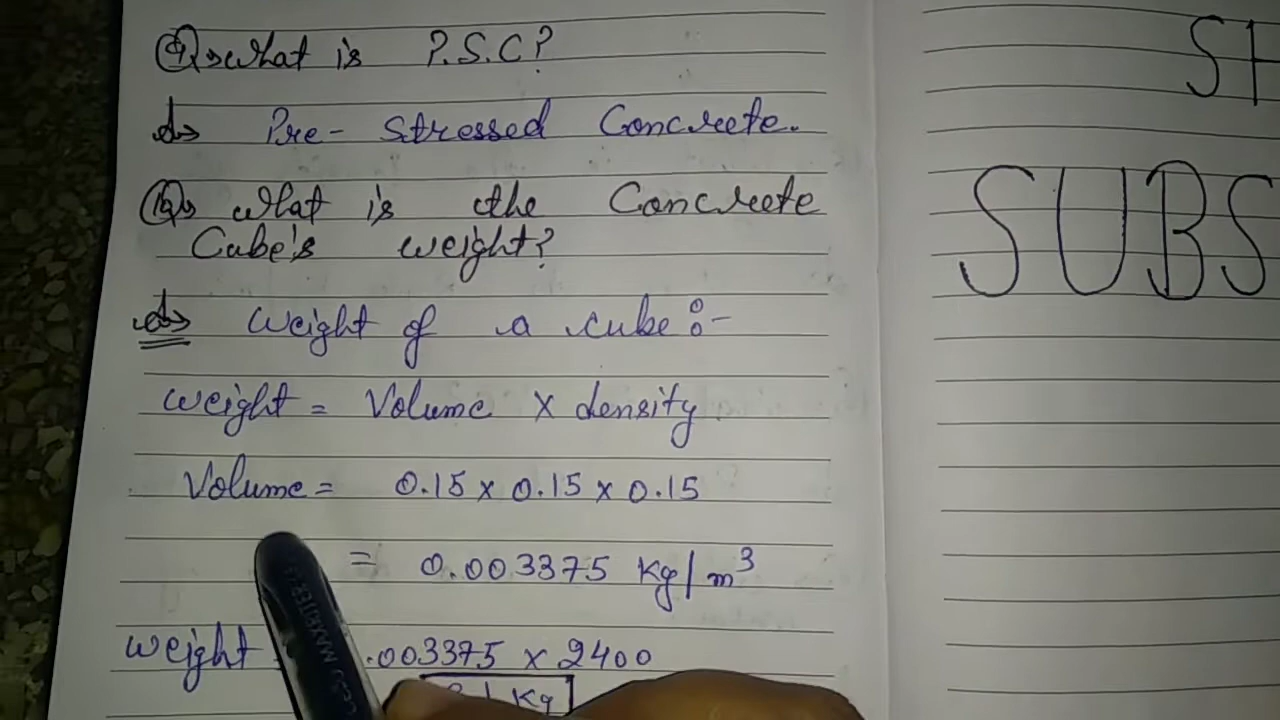 Q> What is P.S.C?
Pre- Stressed Concrete.
Q> What is the Concrete
Cube's weight?
Weight of a cube :-
Weight = Volume x density
Volume = 0.15 x 0.15 x 0.15
= 0.003375 kg/m³
Weight .003375 x 2400
Kg
SUBS